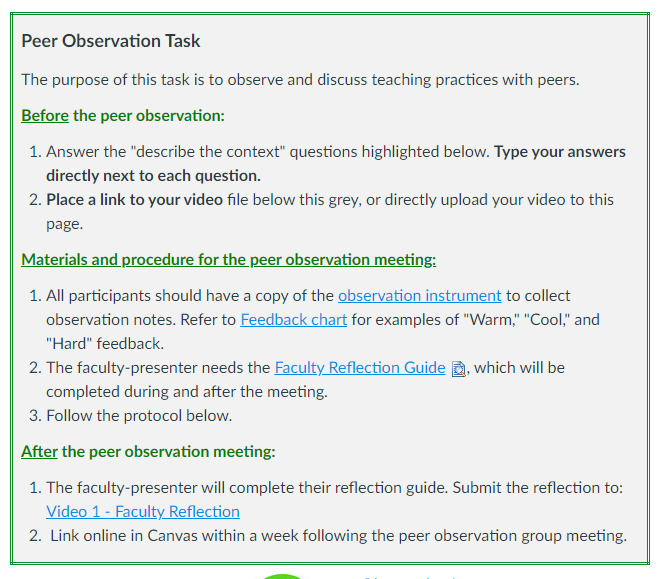 Peer Observation Task
The purpose of this task is to observe and discuss teaching practices with peers.
Before the peer observation:
1. Answer the "describe the context" questions highlighted below. Type your answers
directly next to each question.
2. Place a link to your video file below this grey, or directly upload your video to this
page.
Materials and procedure for the peer observation meeting:
1. All participants should have a copy of the observation instrument to collect
observation notes. Refer to Feedback chart for examples of "Warm," "Cool," and
"Hard" feedback.
2. The faculty-presenter needs the Faculty Reflection Guide , which will be
completed during and after the meeting.
3. Follow the protocol below.
After the peer observation meeting:
1. The faculty-presenter will complete their reflection guide. Submit the reflection to:
Video 1 - Faculty Reflection
2. Link online in Canvas within a week following the peer observation group meeting.